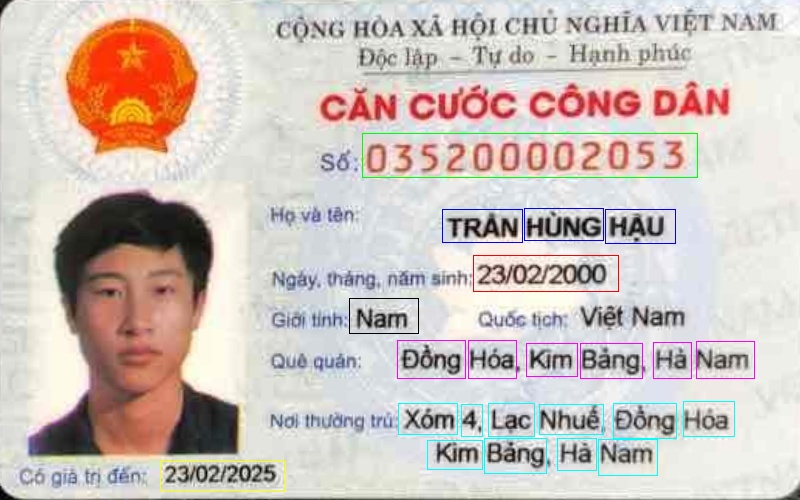 CỘNG HÒA XÃ HỘI CHỦ NGHĨA VIỆT NAM
Độc lập – Tự do – Hạnh phúc
CĂN CƯỚC CÔNG DÂN
Số: 035200002053
Họ và tên: TRẦN HÙNG HẬU
Ngày, tháng, năm sinh: 23/02/2000
Giới tính: Nam Quốc tịch: Việt Nam
Quê quán: Đồng Hóa, Kim Bảng, Hà Nam
Nơi thường trú: Xóm 4, Lạc Nhuế, Đồng Hóa
Kim Bảng, Hà Nam
Có giá trị đến: 23/02/2025